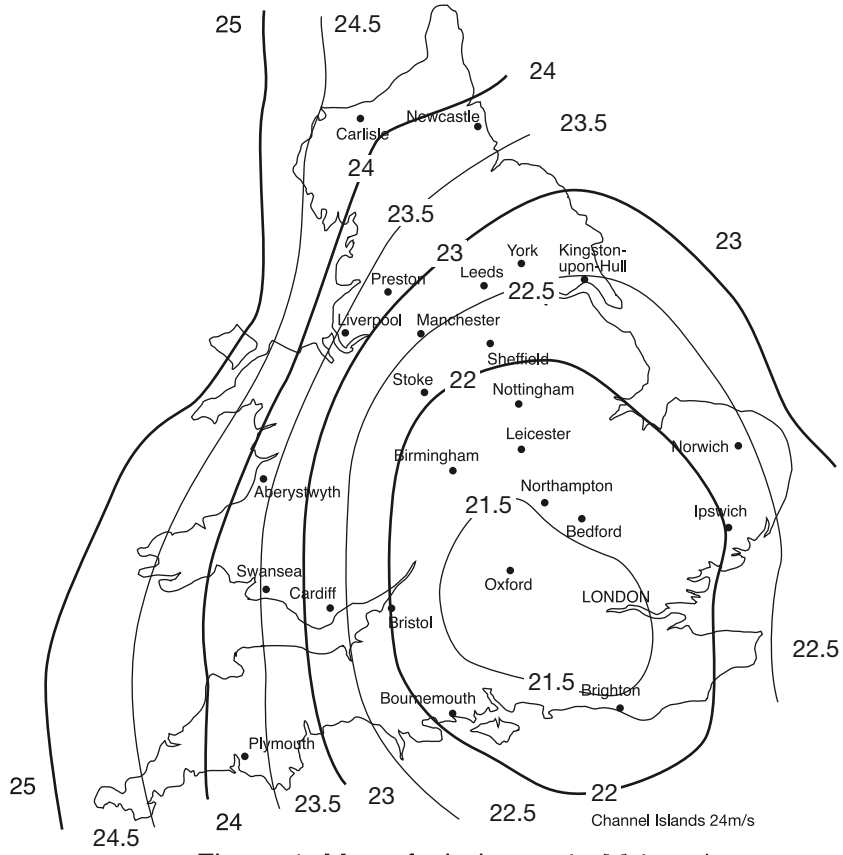 25
24.5
24
Newcastle
Carlisle
23.5
24
23.5
23
23
York
Kingston-
upon-Hull
Leeds
Preston
22.5
Liverpool
Manchester
Sheffield
Stoke
22
Nottingham
Leicester
Norwich
Birmingham
Aberystwyth
Northampton
21.5
Ipswich
Bedford
Swansea
Oxford
Cardiff
LONDON
Bristol
22.5
21.5
Brighton
Bournemouth
Plymouth
25
22
23
23.5
22.5
24
Channel Islands 24m/s
24.5